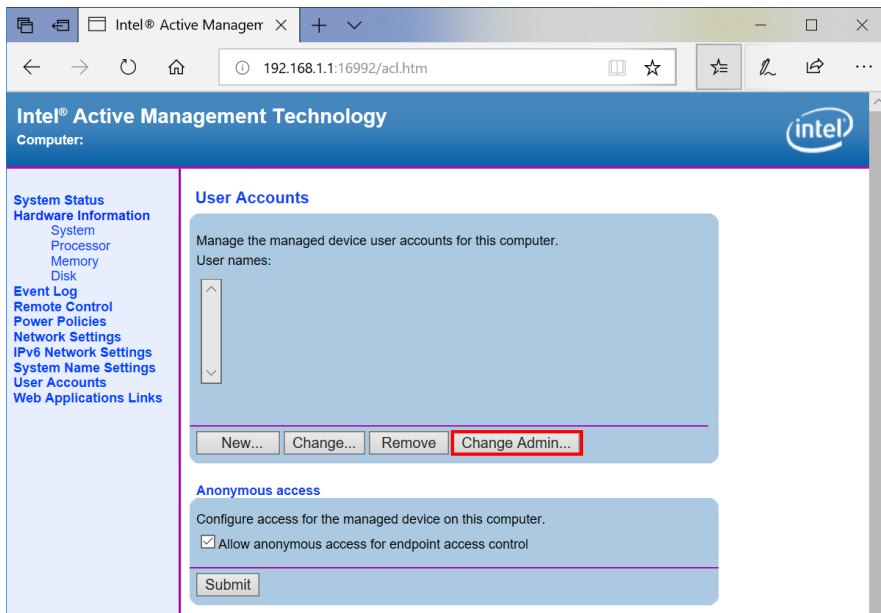 Intel® Active Managem
192.168.1.1:16992/acl.htm
Intel® Active Management Technology
Computer:
intel
System Status
Hardware Information
System
Processor
Memory
Disk
Event Log
Remote Control
Power Policies
Network Settings
IPv6 Network Settings
System Name Settings
User Accounts
Web Applications Links
User Accounts
Manage the managed device user accounts for this computer.
User names:
New... Change... Remove Change Admin...
Anonymous access
Configure access for the managed device on this computer.
Allow anonymous access for endpoint access control
Submit